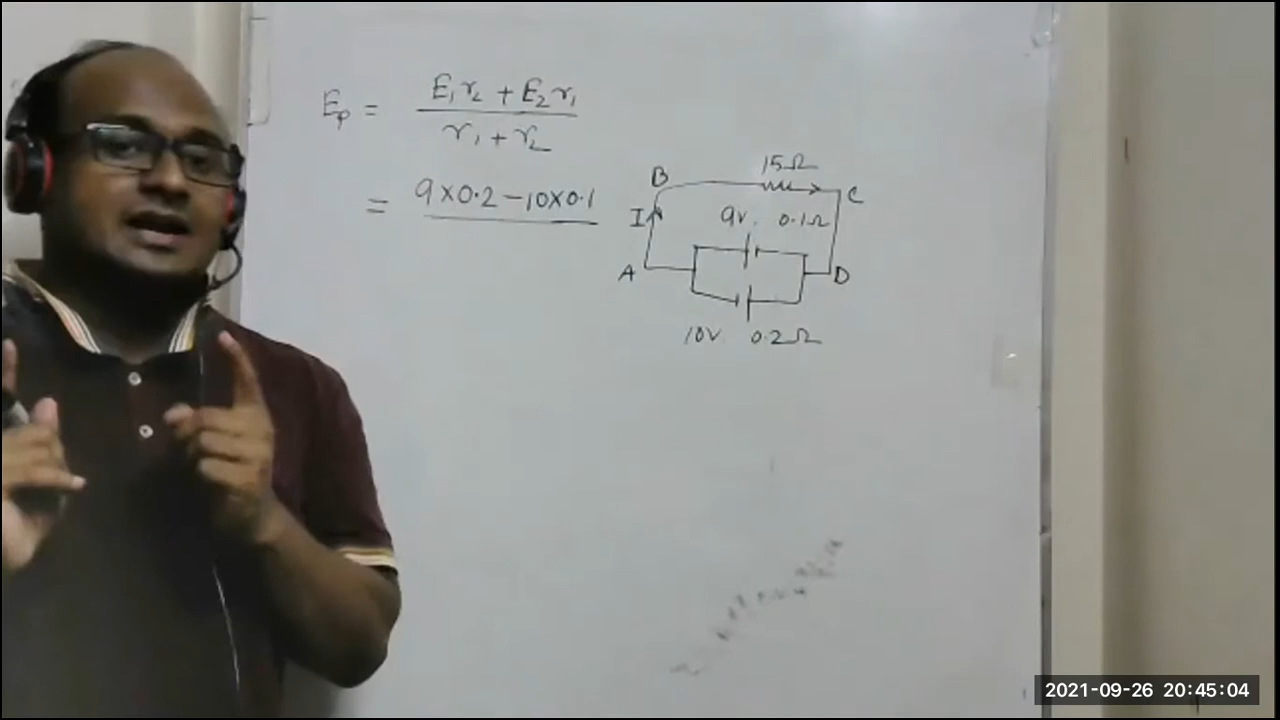 Ep = E₁r₂ + E₂r₁
r₁ + r₂
= 9×0.2 – 10×0.1
15Ω
B
C
I
9v. 0.1Ω
A
D
10v 0.2Ω
2021-09-26 20:45:04